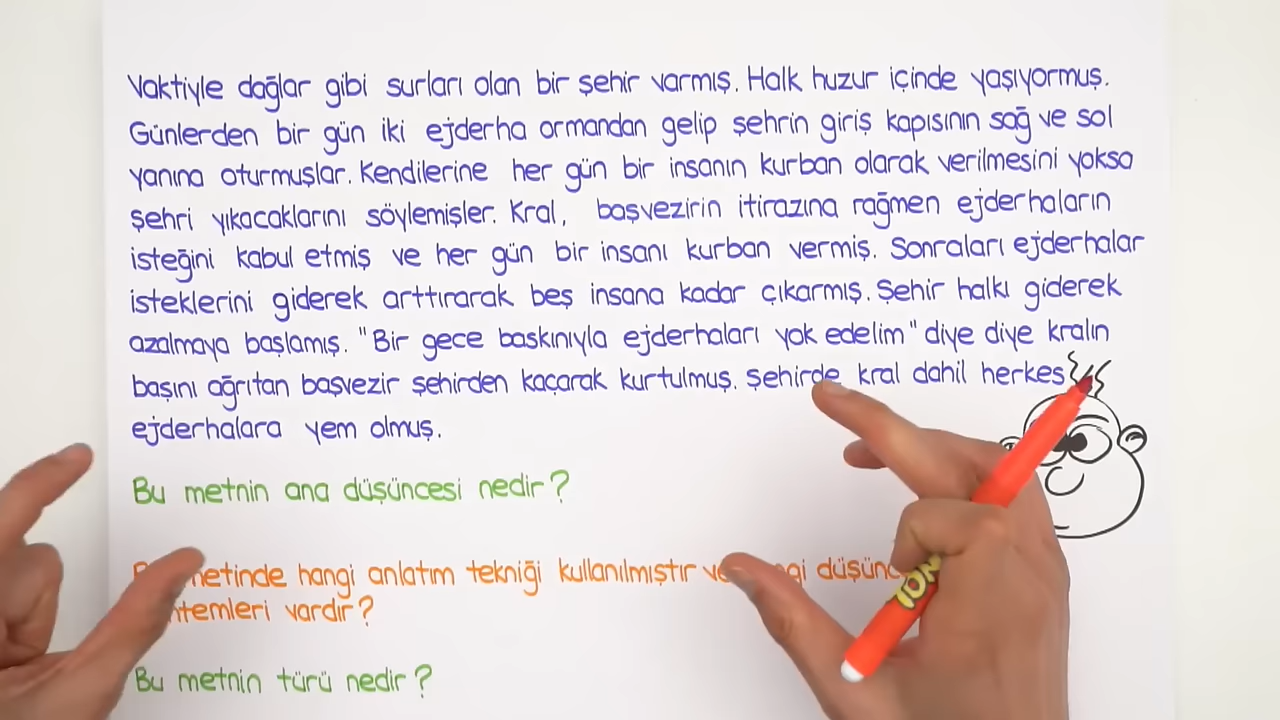 Vaktiyle dağlar gibi surları olan bir şehir varmış. Halk huzur içinde yaşıyormuş.
Günlerden bir gün iki ejderha ormandan gelip şehrin giriş kapısının sağ ve sol
yanına oturmuşlar. Kendilerine her gün bir insanın kurban olarak verilmesini yoksa
şehri yıkacaklarını söylemişler. Kral, başvezirin itirazına rağmen ejderhaların
isteğini kabul etmiş ve her gün bir insanı kurban vermiş. Sonraları ejderhalar
isteklerini giderek arttırarak beş insana kadar çıkarmış. Şehir halkı giderek
azalmaya başlamış. "Bir gece baskınıyla ejderhaları yok edelim" diye diye kralın
başını ağrıtan başvezir şehirden kaçarak kurtulmuş. Şehirde kral dahil herkes
ejderhalara yem olmuş.
Bu metnin ana düşüncesi nedir?
metinde hangi anlatım tekniği kullanılmıştır
vardır?
Bu metnin türü nedir?